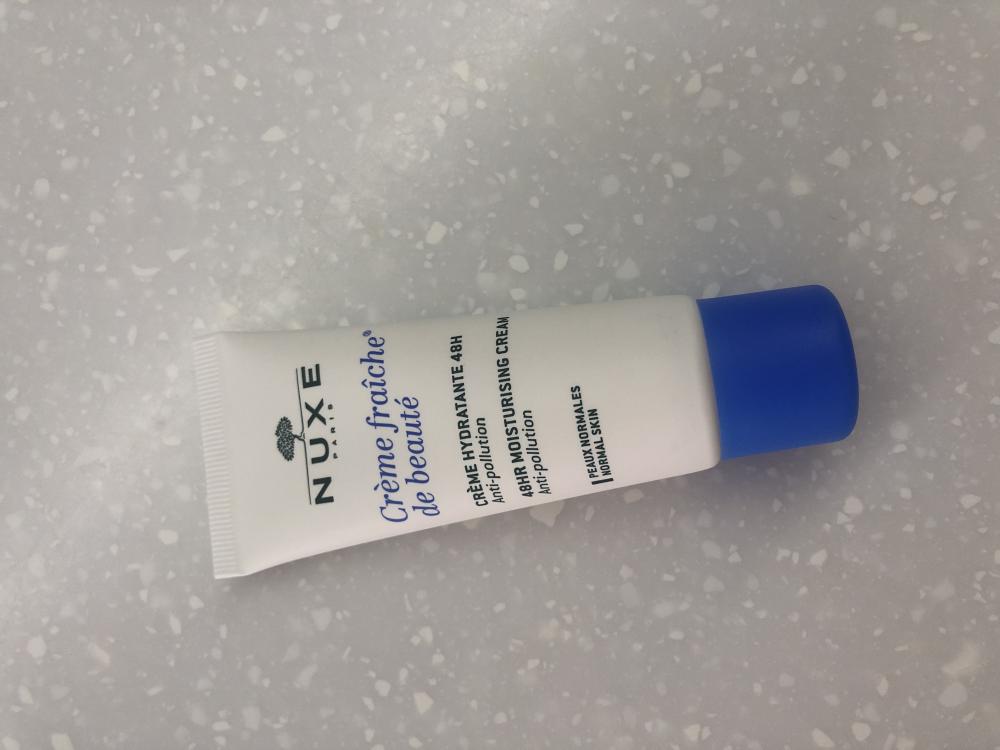 NUXE
PARIS
Crème fraîche®
de beauté
CRÈME HYDRATANTE 48H
Anti-pollution
48HR MOISTURISING CREAM
Anti-pollution
PEAUX NORMALES
NORMAL SKIN